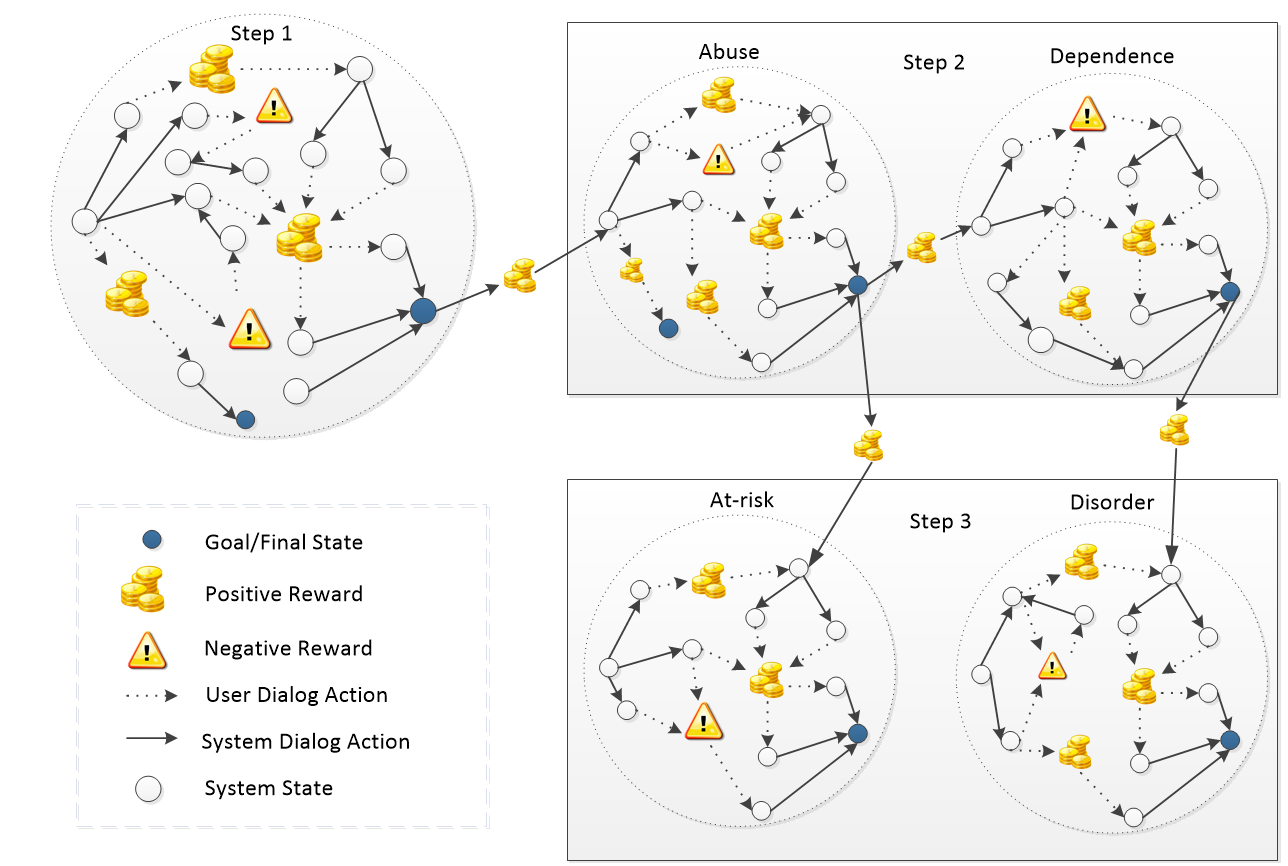 Step 1
Abuse
Step 2
Dependence
At-risk
Step 3
Disorder
Goal/Final State
Positive Reward
Negative Reward
User Dialog Action
System Dialog Action
System State